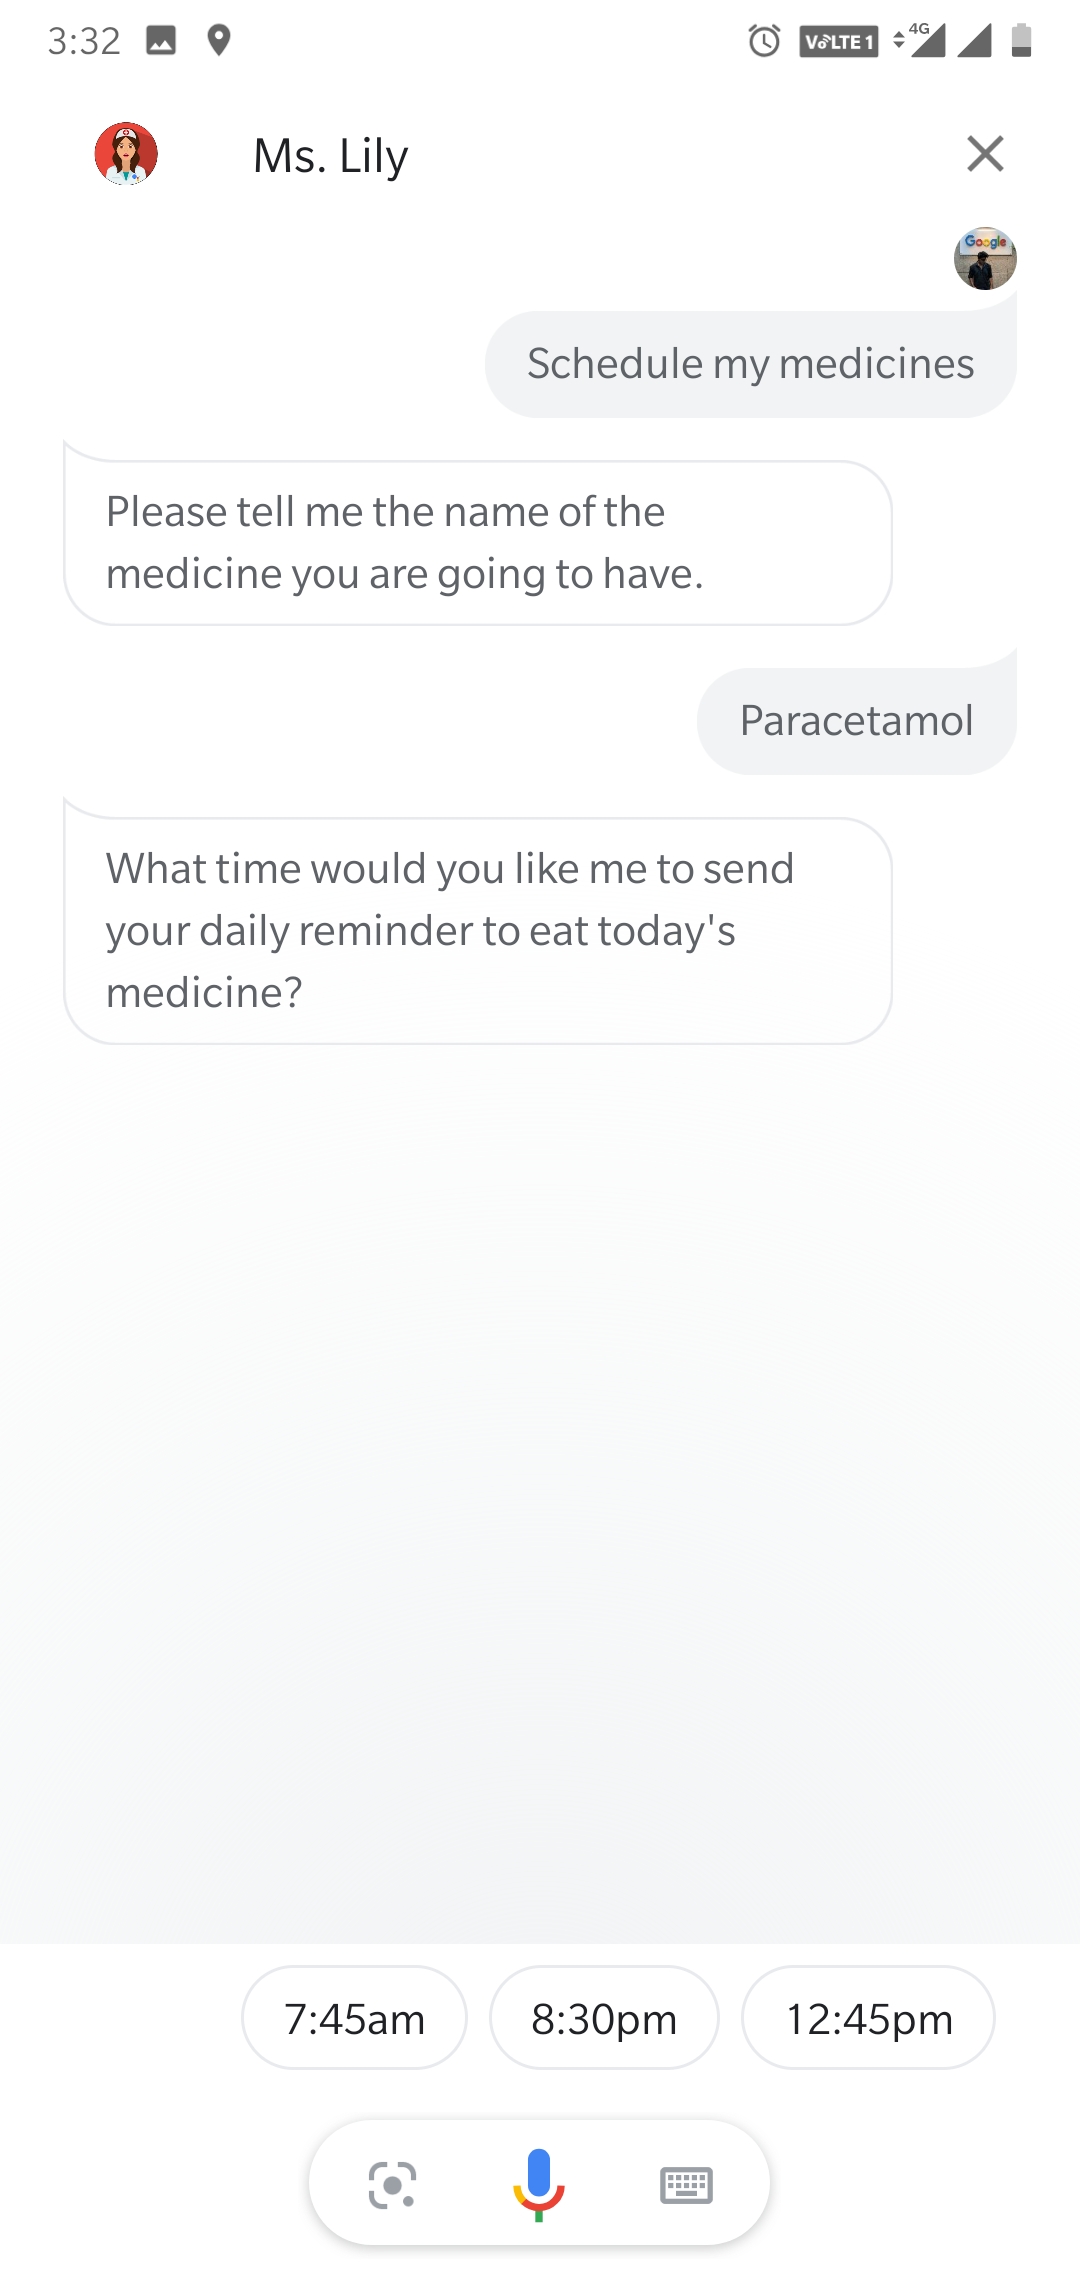 3:32
VoLTE 1
4G
Ms. Lily
Google
Schedule my medicines
Please tell me the name of the
medicine you are going to have.
Paracetamol
What time would you like me to send
your daily reminder to eat today's
medicine?
7:45am 8:30pm 12:45pm